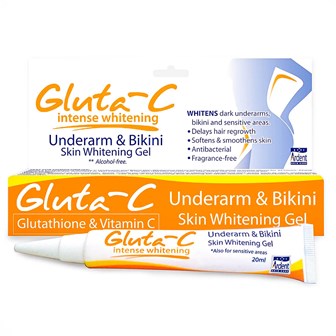 Gluta-C
intense whitening
Underarm & Bikini
Skin Whitening Gel
** Alcohol-free.
WHITENS dark underarms,
bikini and sensitive areas.
• Delays hair regrowth
• Softens & smoothens skin
• Antibacterial
• Fragrance-free
Ardent
Gluta-C
Glutathione & Vitamin C
Underarm & Bikini
Skin Whitening Gel
Gluta-C
intense whitening
Underarm & Bikini
Skin Whitening Gel
*Also for sensitive areas
20ml
Ardent